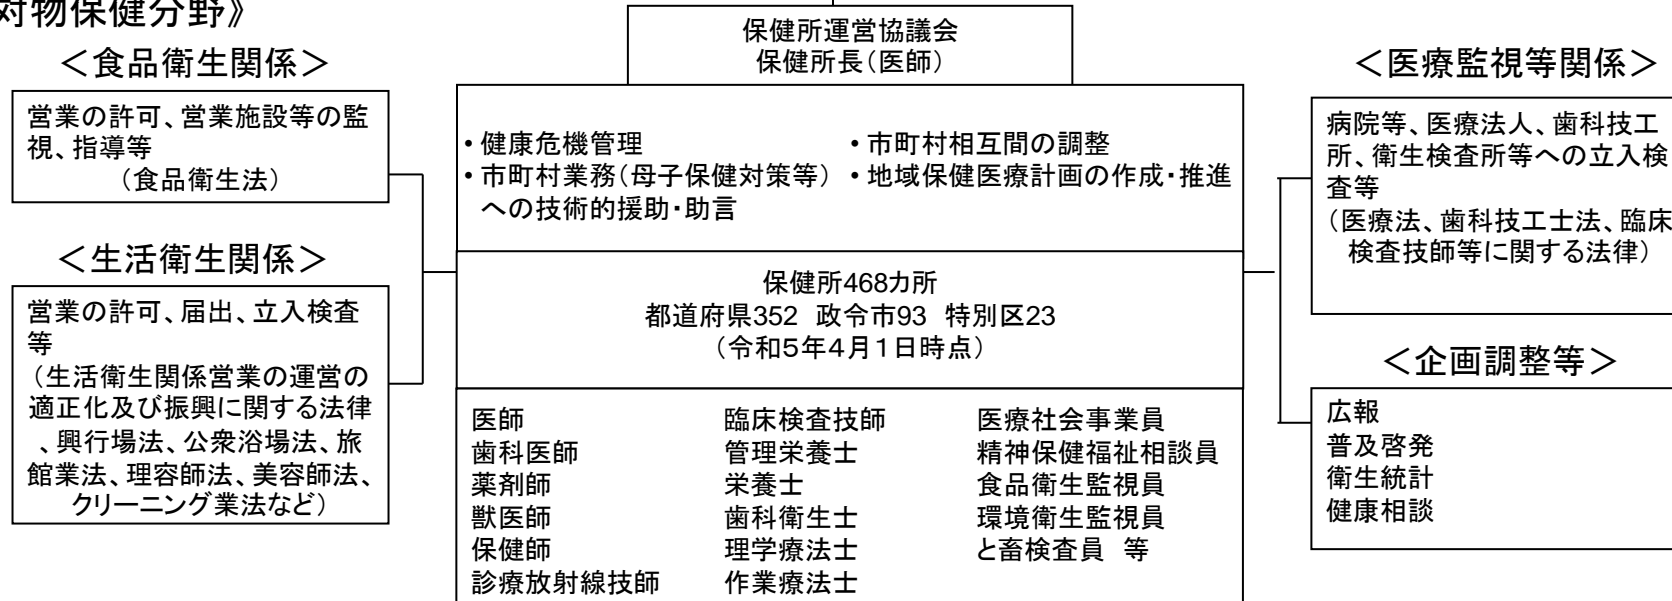 対物保健分野》
＜食品衛生関係＞
営業の許可、営業施設等の監
視、指導等
（食品衛生法）
＜生活衛生関係＞
営業の許可、届出、立入検査
等
（生活衛生関係営業の運営の
適正化及び振興に関する法律
、興行場法、公衆浴場法、旅
館業法、理容師法、美容師法、
クリーニング業法など）
保健所運営協議会
保健所長（医師）
・健康危機管理
・市町村業務（母子保健対策等）
への技術的援助・助言
・市町村相互間の調整
・地域保健医療計画の作成・推進
保健所468カ所
都道府県352 政令市93 特別区23
（令和５年４月１日時点）
医師
歯科医師
薬剤師
獣医師
保健師
診療放射線技師
臨床検査技師
管理栄養士
栄養士
歯科衛生士
理学療法士
作業療法士
医療社会事業員
精神保健福祉相談員
食品衛生監視員
環境衛生監視員
と畜検査員 等
＜医療監視等関係＞
病院等、医療法人、歯科技工
所、衛生検査所等への立入検
査等
（医療法、歯科技工士法、臨床
検査技師等に関する法律）
＜企画調整等＞
広報
普及啓発
衛生統計
健康相談